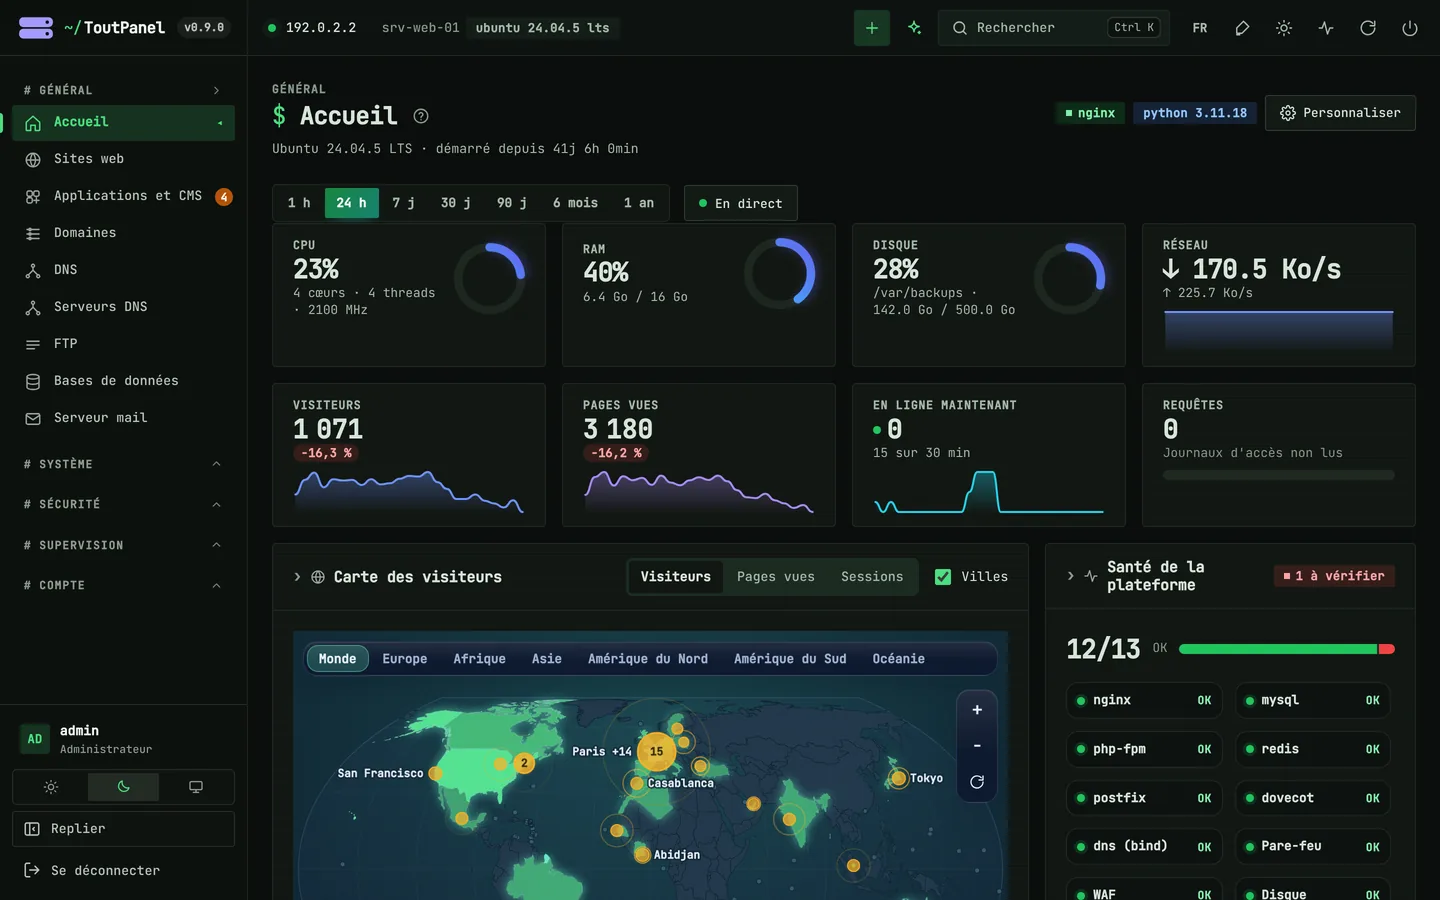 ~/ToutPanel v0.9.0
192.0.2.2 srv-web-01 ubuntu 24.04.5 lts
Rechercher Ctrl K FR
# GÉNÉRAL
Accueil
Sites web
Applications et CMS 4
Domaines
DNS
Serveurs DNS
FTP
Bases de données
Serveur mail
# SYSTÈME
# SÉCURITÉ
# SUPERVISION
# COMPTE
AD admin
Administrateur
Replier
Se déconnecter
GÉNÉRAL
$ Accueil
Ubuntu 24.04.5 LTS · démarré depuis 41j 6h 0min
nginx python 3.11.18 Personnaliser
1 h 24 h 7 j 30 j 90 j 6 mois 1 an En direct
CPU
23%
4 cœurs · 4 threads
· 2100 MHz
RAM
40%
6.4 Go / 16 Go
DISQUE
28%
/var/backups ·
142.0 Go / 500.0 Go
RÉSEAU
↓ 170.5 Ko/s
↑ 225.7 Ko/s
VISITEURS
1 071
-16,3 %
PAGES VUES
3 180
-16,2 %
EN LIGNE MAINTENANT
0
15 sur 30 min
REQUÊTES
0
Journaux d'accès non lus
Carte des visiteurs Visiteurs Pages vues Sessions Villes
Monde Europe Afrique Asie Amérique du Nord Amérique du Sud Océanie
+
-
Paris +14 15
2
San Francisco
Casablanca
Tokyo
Abidjan
Santé de la
plateforme
1 à vérifier
12/13 OK
nginx OK mysql OK
php-fpm OK redis OK
postfix OK dovecot OK
dns (bind) OK Pare-feu OK
WAF OK Disque OK